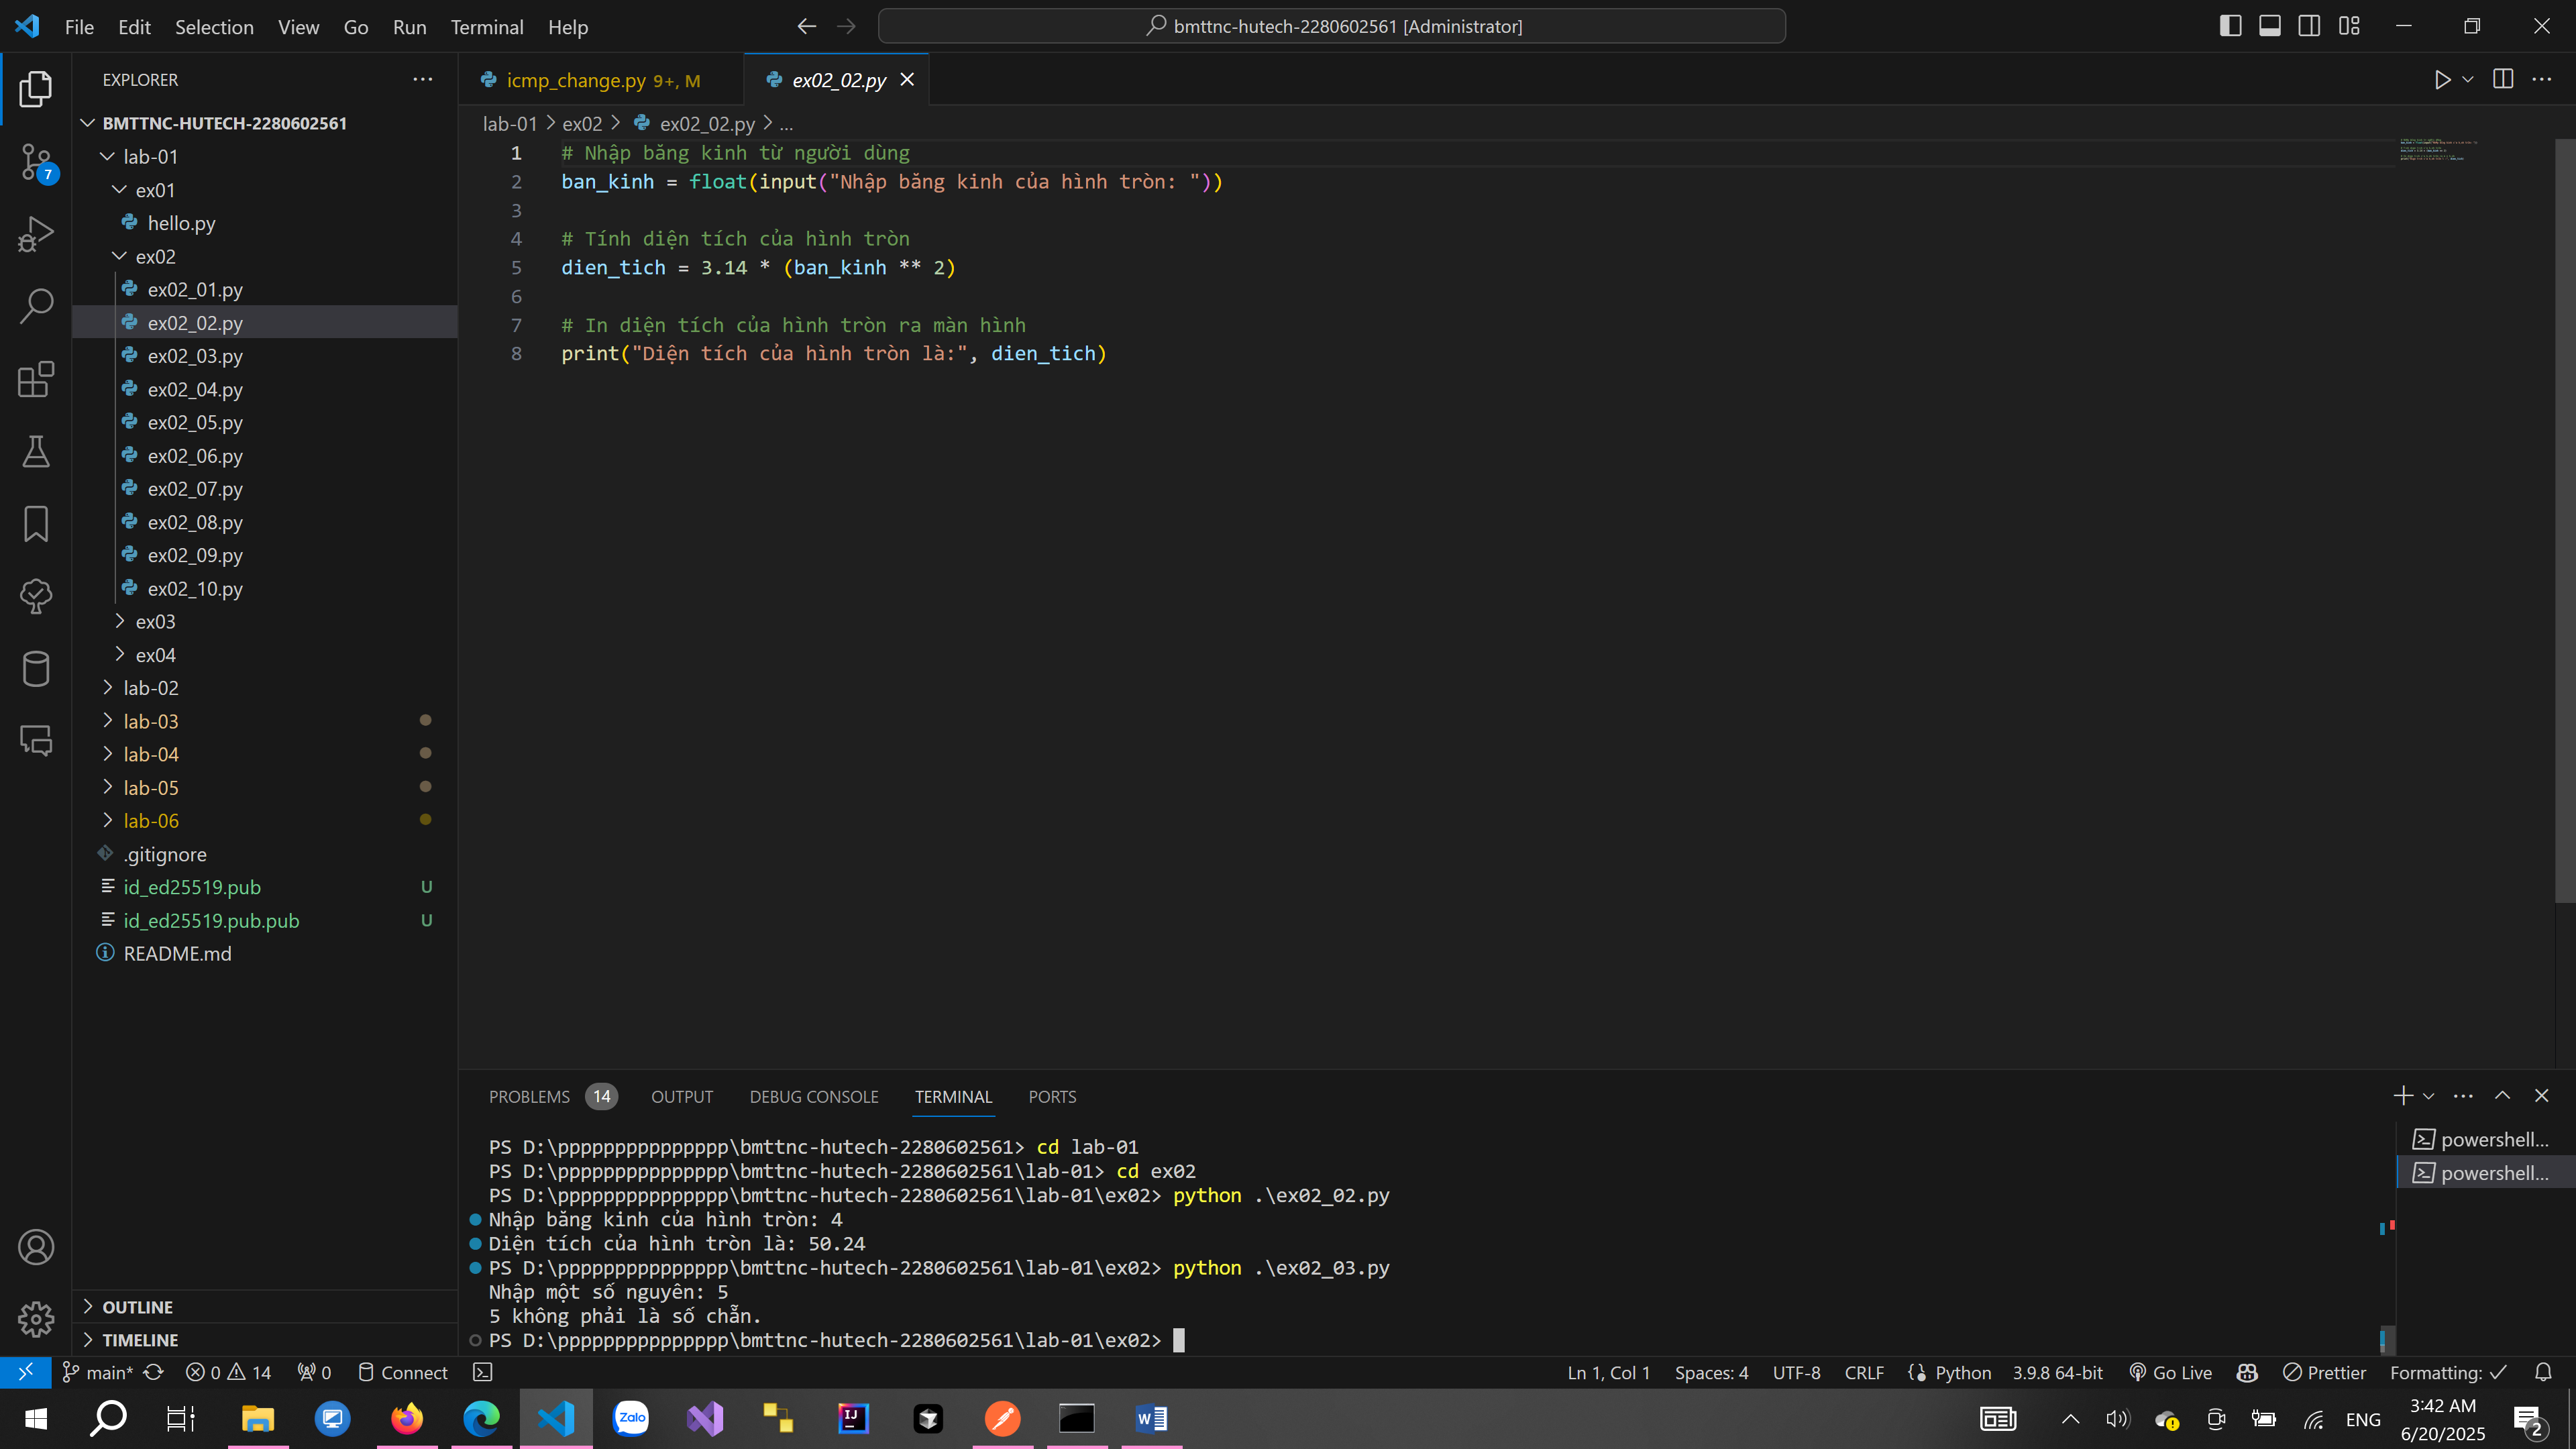 File Edit Selection View Go Run Terminal Help
bmttnc-hutech-2280602561 [Administrator]
EXPLORER
BMTTNC-HUTECH-2280602561
lab-01
ex01
hello.py
ex02
ex02_01.py
ex02_02.py
ex02_03.py
ex02_04.py
ex02_05.py
ex02_06.py
ex02_07.py
ex02_08.py
ex02_09.py
ex02_10.py
ex03
ex04
lab-02
lab-03
lab-04
lab-05
lab-06
.gitignore
id_ed25519.pub U
id_ed25519.pub.pub U
README.md
OUTLINE
TIMELINE
7
icmp_change.py 9+, M
ex02_02.py
lab-01 > ex02 > ex02_02.py > ...
1 # Nhập băng kinh từ người dùng
2 ban_kinh = float(input("Nhập băng kinh của hình tròn: "))
3
4 # Tính diện tích của hình tròn
5 dien_tich = 3.14 * (ban_kinh ** 2)
6
7 # In diện tích của hình tròn ra màn hình
8 print("Diện tích của hình tròn là:", dien_tich)
PROBLEMS 14 OUTPUT DEBUG CONSOLE TERMINAL PORTS
PS D:\ppppppppppppppp\bmttnc-hutech-2280602561> cd lab-01
PS D:\ppppppppppppppp\bmttnc-hutech-2280602561\lab-01> cd ex02
PS D:\ppppppppppppppp\bmttnc-hutech-2280602561\lab-01\ex02> python .\ex02_02.py
Nhập băng kinh của hình tròn: 4
Diện tích của hình tròn là: 50.24
PS D:\ppppppppppppppp\bmttnc-hutech-2280602561\lab-01\ex02> python .\ex02_03.py
Nhập một số nguyên: 5
5 không phải là số chẵn.
PS D:\ppppppppppppppp\bmttnc-hutech-2280602561\lab-01\ex02>
powershell...
powershell...
main* 0 14 0 Connect
Ln 1, Col 1 Spaces: 4 UTF-8 CRLF Python 3.9.8 64-bit Go Live Prettier Formatting:
Zalo
IJ
W
ENG
3:42 AM
6/20/2025
2